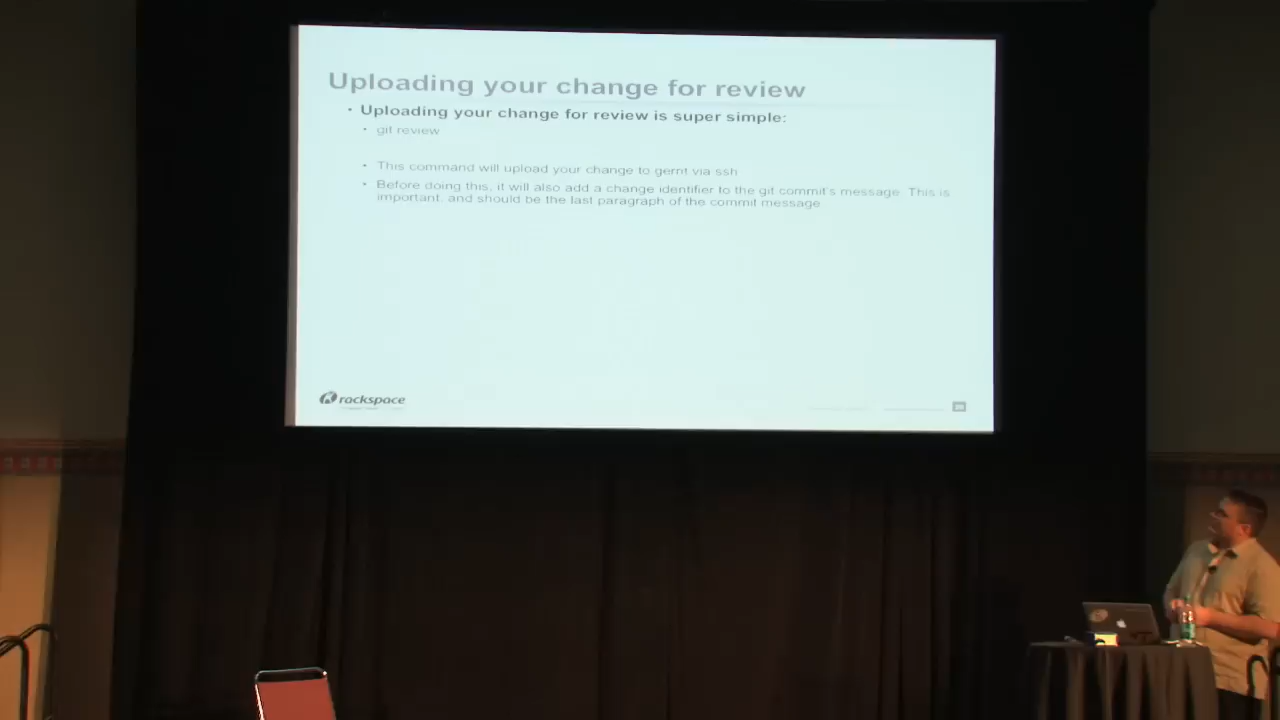 Uploading your change for review
• Uploading your change for review is super simple:
• git review
• This command will upload your change to gerrit via ssh
• Before doing this, it will also add a change identifier to the git commit's message. This is
important, and should be the last paragraph of the commit message
rackspace